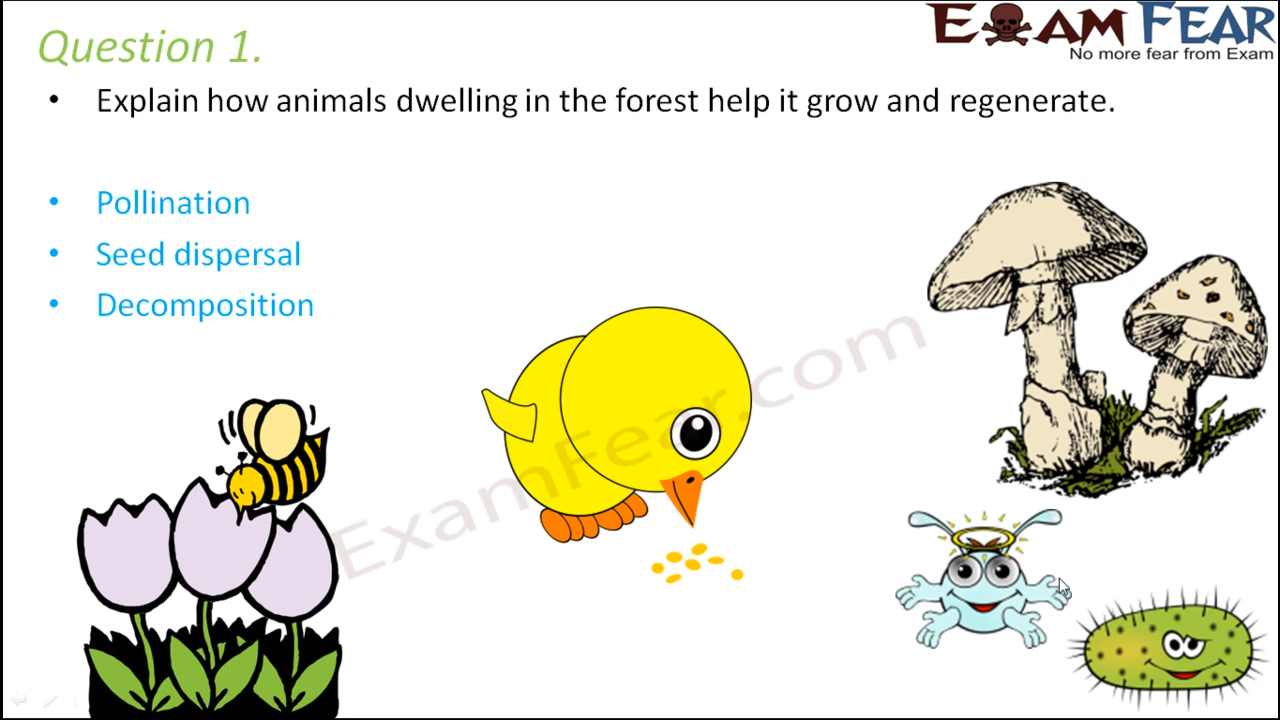 Question 1.
EXAM FEAR
No more fear from Exam
• Explain how animals dwelling in the forest help it grow and regenerate.
• Pollination
• Seed dispersal
• Decomposition
ExamFear.com